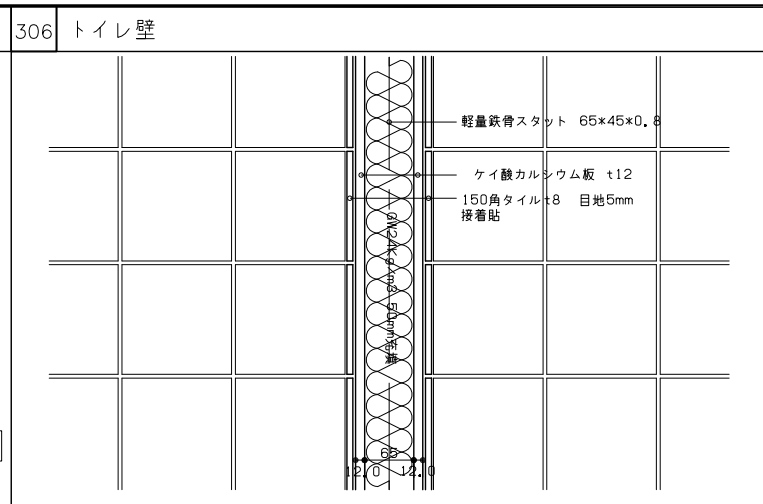 306 トイレ壁
軽量鉄骨スタット 65*45*0.8
ケイ酸カルシウム板 t12
150角タイルt8 目地5mm
接着貼
GW24Kg/m3 50mm充填
65
12.0 12.0